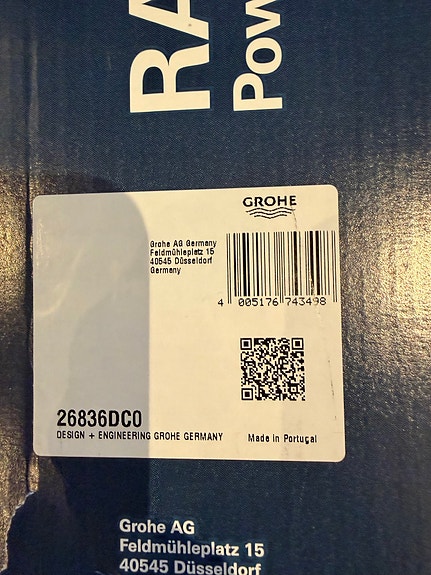 RA
Pow
GROHE
Grohe AG Germany
Feldmühleplatz 15
40545 Düsseldorf
Germany
4 005176 743498
26836DC0
DESIGN + ENGINEERING GROHE GERMANY
Made in Portugal
Grohe AG
Feldmühleplatz 15
40545 Düsseldorf